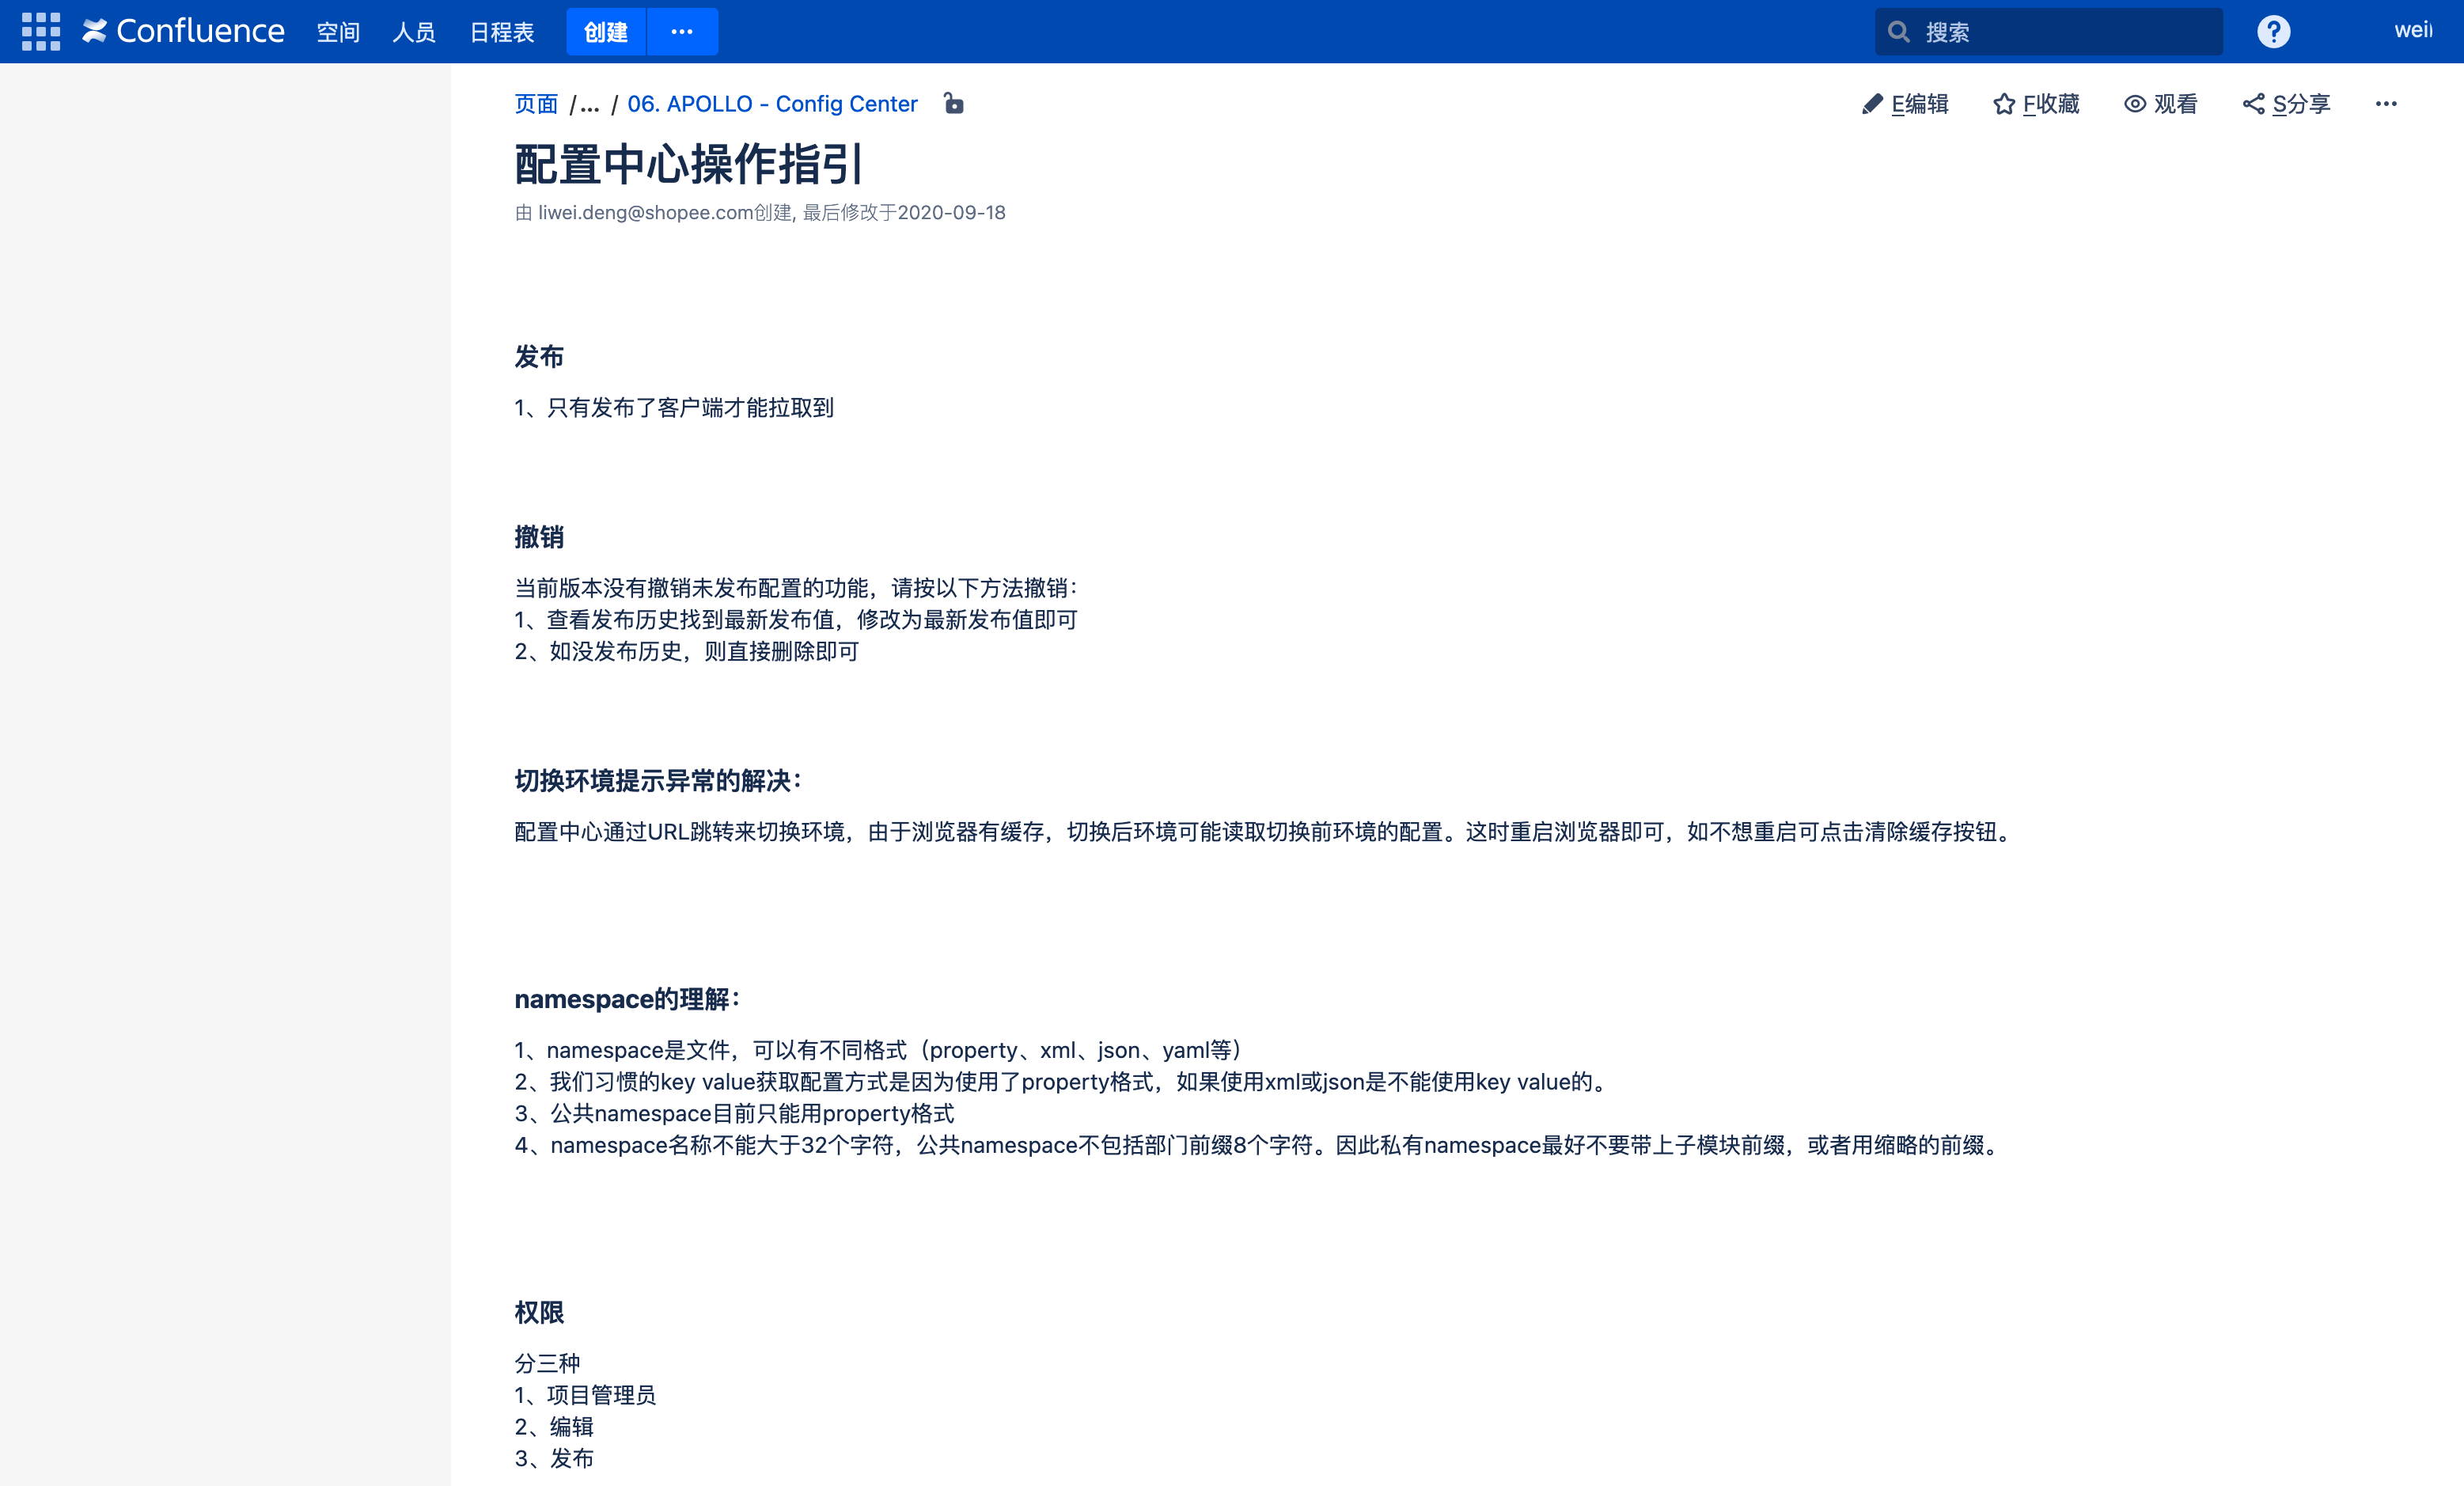 Confluence 空间 人员 日程表 创建 ··· 搜索
页面 /... / 06. APOLLO - Config Center E编辑 F收藏 观看 S分享 ···
配置中心操作指引
由 liwei.deng@shopee.com创建, 最后修改于2020-09-18
发布
1、只有发布了客户端才能拉取到
撤销
当前版本没有撤销未发布配置的功能，请按以下方法撤销：
1、查看发布历史找到最新发布值，修改为最新发布值即可
2、如没发布历史，则直接删除即可
切换环境提示异常的解决：
配置中心通过URL跳转来切换环境，由于浏览器有缓存，切换后环境可能读取切换前环境的配置。这时重启浏览器即可，如不想重启可点击清除缓存按钮。
namespace的理解：
1、namespace是文件，可以有不同格式（property、xml、json、yaml等）
2、我们习惯的key value获取配置方式是因为使用了property格式，如果使用xml或json是不能使用key value的。
3、公共namespace目前只能用property格式
4、namespace名称不能大于32个字符，公共namespace不包括部门前缀8个字符。因此私有namespace最好不要带上子模块前缀，或者用缩略的前缀。
权限
分三种
1、项目管理员
2、编辑
3、发布